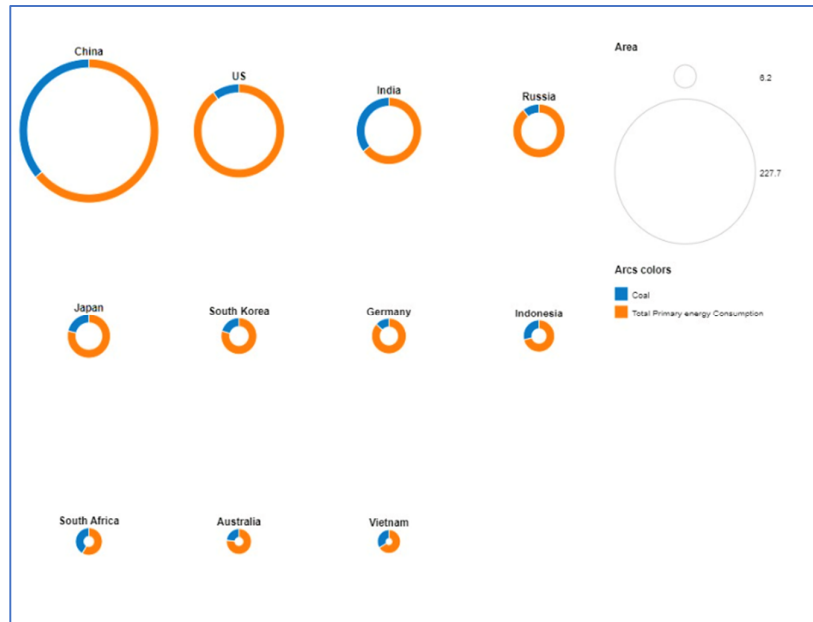 China
US
India
Russia
Japan
South Korea
Germany
Indonesia
South Africa
Australia
Vietnam
Area
6.2
227.7
Arcs colors
Coal
Total Primary energy Consumption